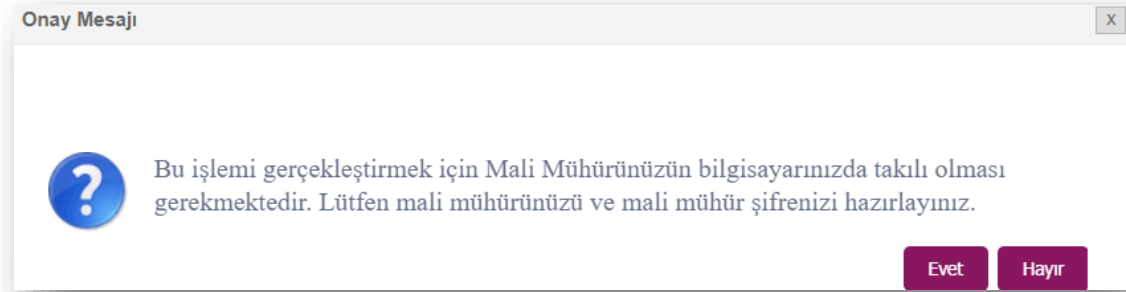 Onay Mesajı
X
Bu işlemi gerçekleştirmek için Mali Mühürünüzün bilgisayarınızda takılı olması
gerekmektedir. Lütfen mali mühürünüzü ve mali mühür şifrenizi hazırlayınız.
Evet Hayır